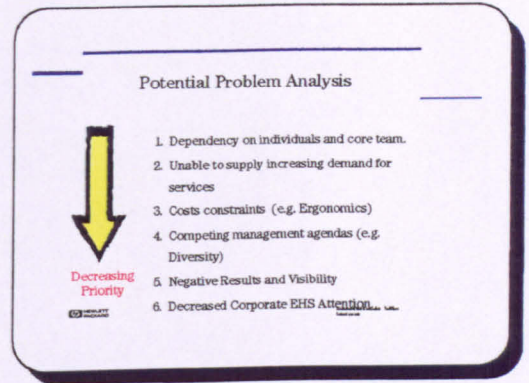 Potential Problem Analysis
1. Dependency on individuals and core team.
2. Unable to supply increasing demand for
services
3. Costs constraints (e.g. Ergonomics)
4. Competing management agendas (e.g.
Diversity)
5. Negative Results and Visibility
6. Decreased Corporate EHS Attention
Decreasing
Priority
HEWLETT
PACKARD